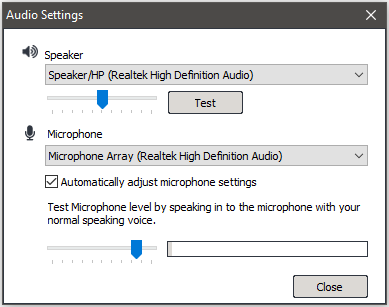 Audio Settings
Speaker
Speaker/HP (Realtek High Definition Audio)
Test
Microphone
Microphone Array (Realtek High Definition Audio)
Automatically adjust microphone settings
Test Microphone level by speaking in to the microphone with your
normal speaking voice.
Close